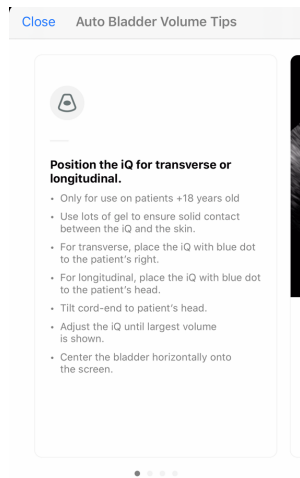 Close Auto Bladder Volume Tips
Position the iQ for transverse or
longitudinal.
• Only for use on patients +18 years old
• Use lots of gel to ensure solid contact
between the iQ and the skin.
• For transverse, place the iQ with blue dot
to the patient's right.
• For longitudinal, place the iQ with blue dot
to the patient's head.
• Tilt cord-end to patient's head.
• Adjust the iQ until largest volume
is shown.
• Center the bladder horizontally onto
the screen.